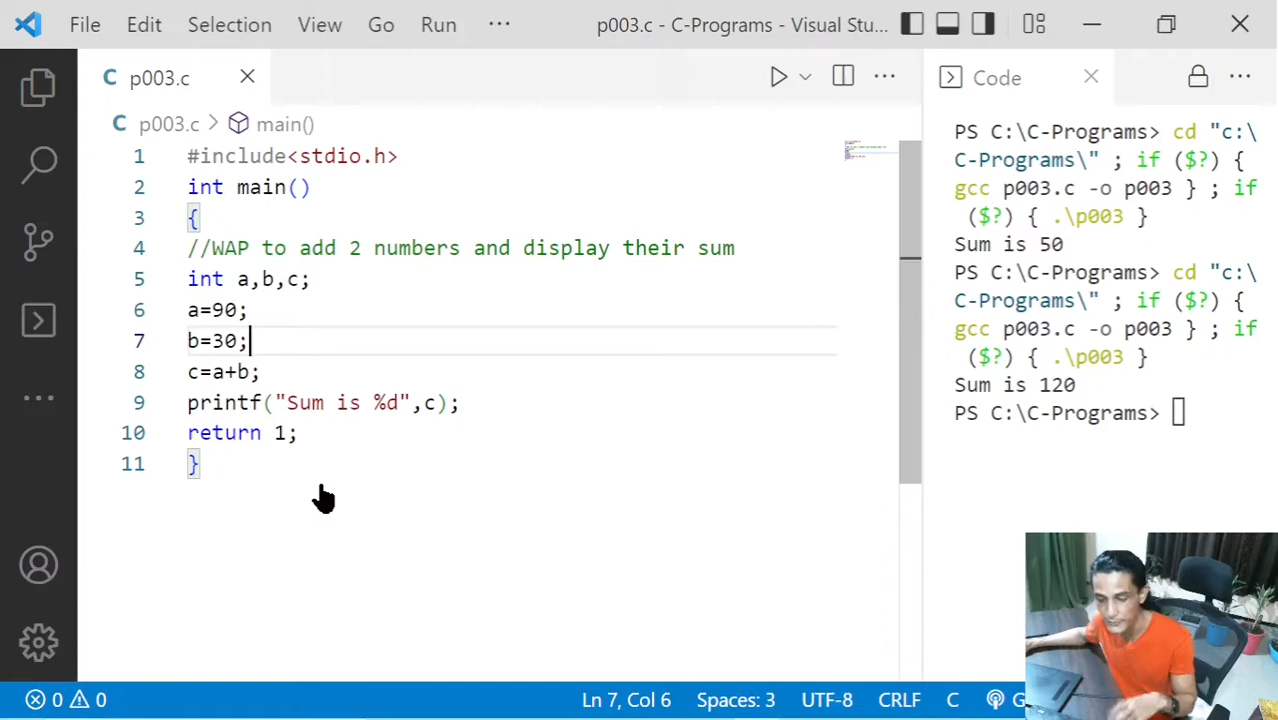 File Edit Selection View Go Run ··· p003.c - C-Programs - Visual Stu...
C p003.c
C p003.c > main()
1 #include<stdio.h>
2 int main()
3 {
4 //WAP to add 2 numbers and display their sum
5 int a,b,c;
6 a=90;
7 b=30;
8 c=a+b;
9 printf("Sum is %d",c);
10 return 1;
11 }
Code
PS C:\C-Programs> cd "c:\
C-Programs\" ; if ($?) {
gcc p003.c -o p003 } ; if
($?) { .\p003 }
Sum is 50
PS C:\C-Programs> cd "c:\
C-Programs\" ; if ($?) {
gcc p003.c -o p003 } ; if
($?) { .\p003 }
Sum is 120
PS C:\C-Programs>
0 0 Ln 7, Col 6 Spaces: 3 UTF-8 CRLF C